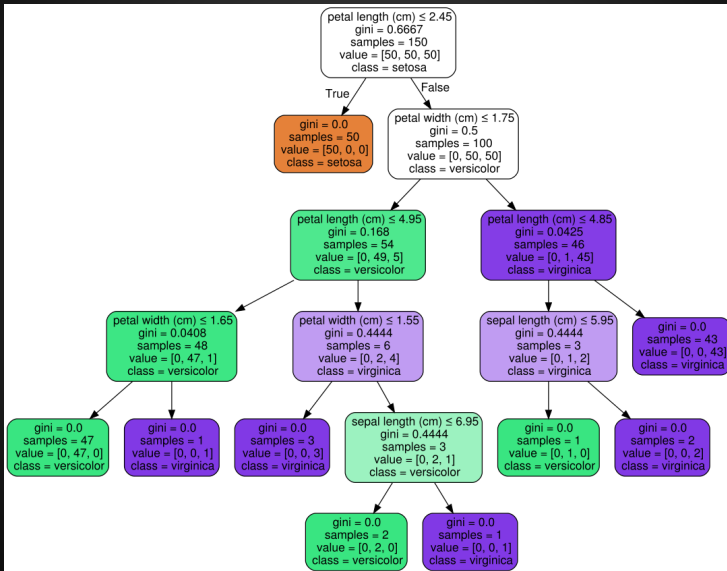 petal length (cm) ≤ 2.45
gini = 0.6667
samples = 150
value = [50, 50, 50]
class = setosa
True
False
gini = 0.0
samples = 50
value = [50, 0, 0]
class = setosa
petal width (cm) ≤ 1.75
gini = 0.5
samples = 100
value = [0, 50, 50]
class = versicolor
petal length (cm) ≤ 4.95
gini = 0.168
samples = 54
value = [0, 49, 5]
class = versicolor
petal length (cm) ≤ 4.85
gini = 0.0425
samples = 46
value = [0, 1, 45]
class = virginica
petal width (cm) ≤ 1.65
gini = 0.0408
samples = 48
value = [0, 47, 1]
class = versicolor
petal width (cm) ≤ 1.55
gini = 0.4444
samples = 6
value = [0, 2, 4]
class = virginica
sepal length (cm) ≤ 5.95
gini = 0.4444
samples = 3
value = [0, 1, 2]
class = virginica
gini = 0.0
samples = 43
value = [0, 0, 43]
class = virginica
gini = 0.0
samples = 47
value = [0, 47, 0]
class = versicolor
gini = 0.0
samples = 1
value = [0, 0, 1]
class = virginica
gini = 0.0
samples = 3
value = [0, 0, 3]
class = virginica
sepal length (cm) ≤ 6.95
gini = 0.4444
samples = 3
value = [0, 2, 1]
class = versicolor
gini = 0.0
samples = 1
value = [0, 1, 0]
class = versicolor
gini = 0.0
samples = 2
value = [0, 0, 2]
class = virginica
gini = 0.0
samples = 2
value = [0, 2, 0]
class = versicolor
gini = 0.0
samples = 1
value = [0, 0, 1]
class = virginica